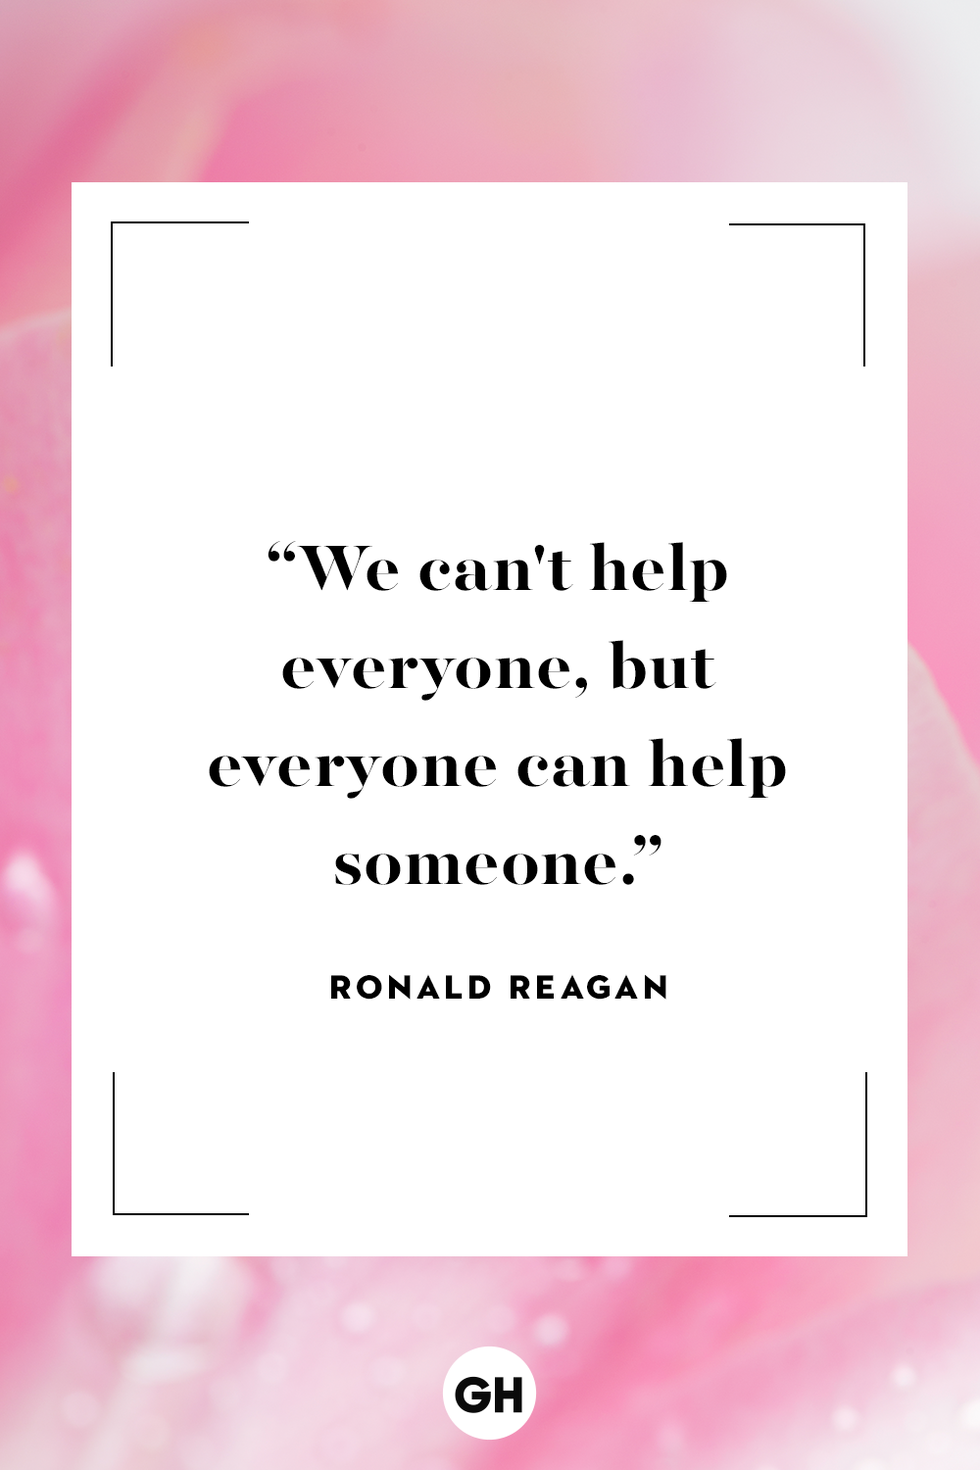 “We can't help
everyone, but
everyone can help
someone.”
RONALD REAGAN
GH